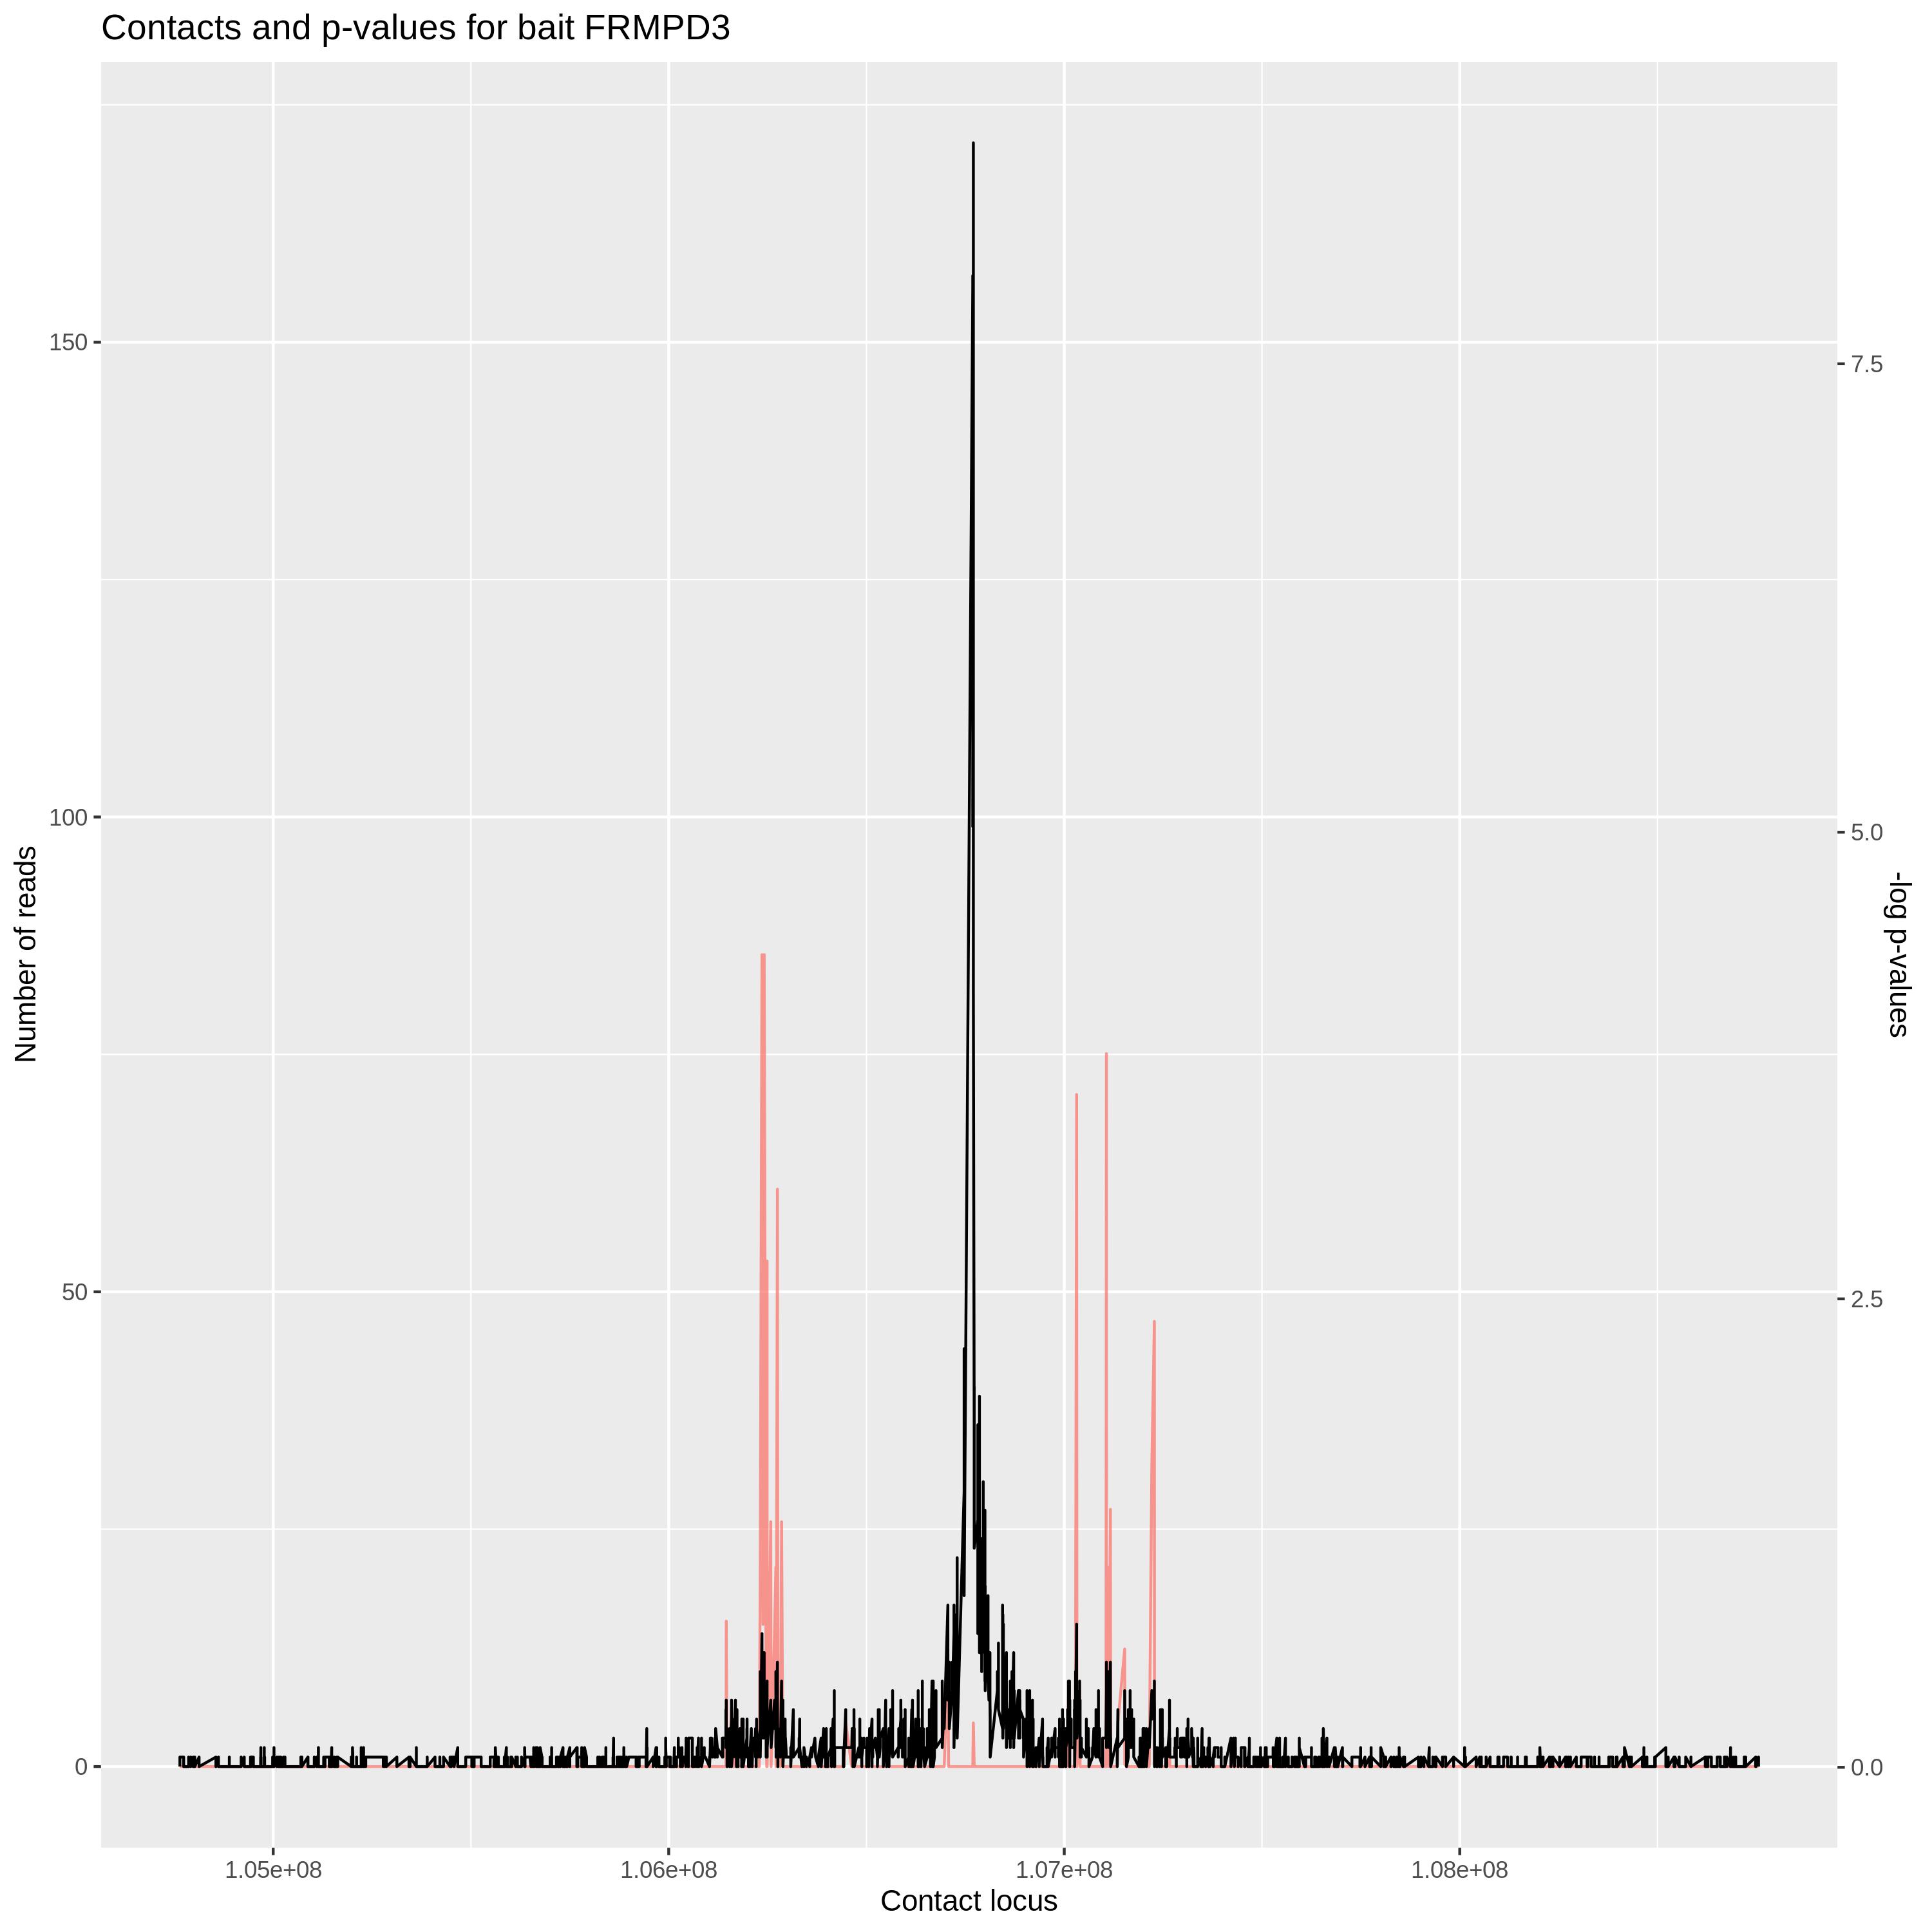 Contacts and p-values for bait FRMPD3
Number of reads
150
100
50
0
7.5
5.0
2.5
0.0
-log p-values
1.05e+08
1.06e+08
1.07e+08
1.08e+08
Contact locus